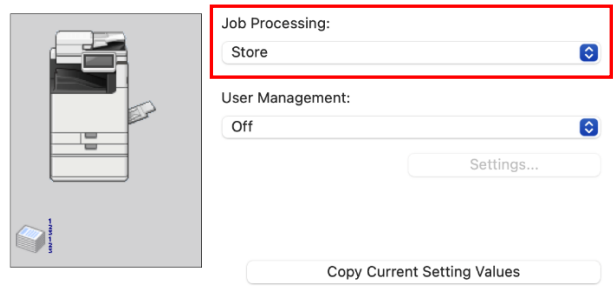 Job Processing:
Store
User Management:
Off
Settings...
Copy Current Setting Values